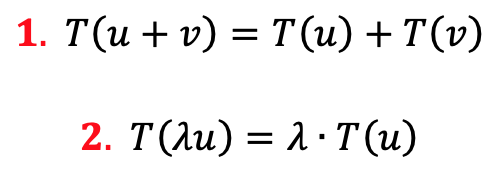 1. T(u + v) = T(u) + T(v)
2. T(λu) = λ · T(u)